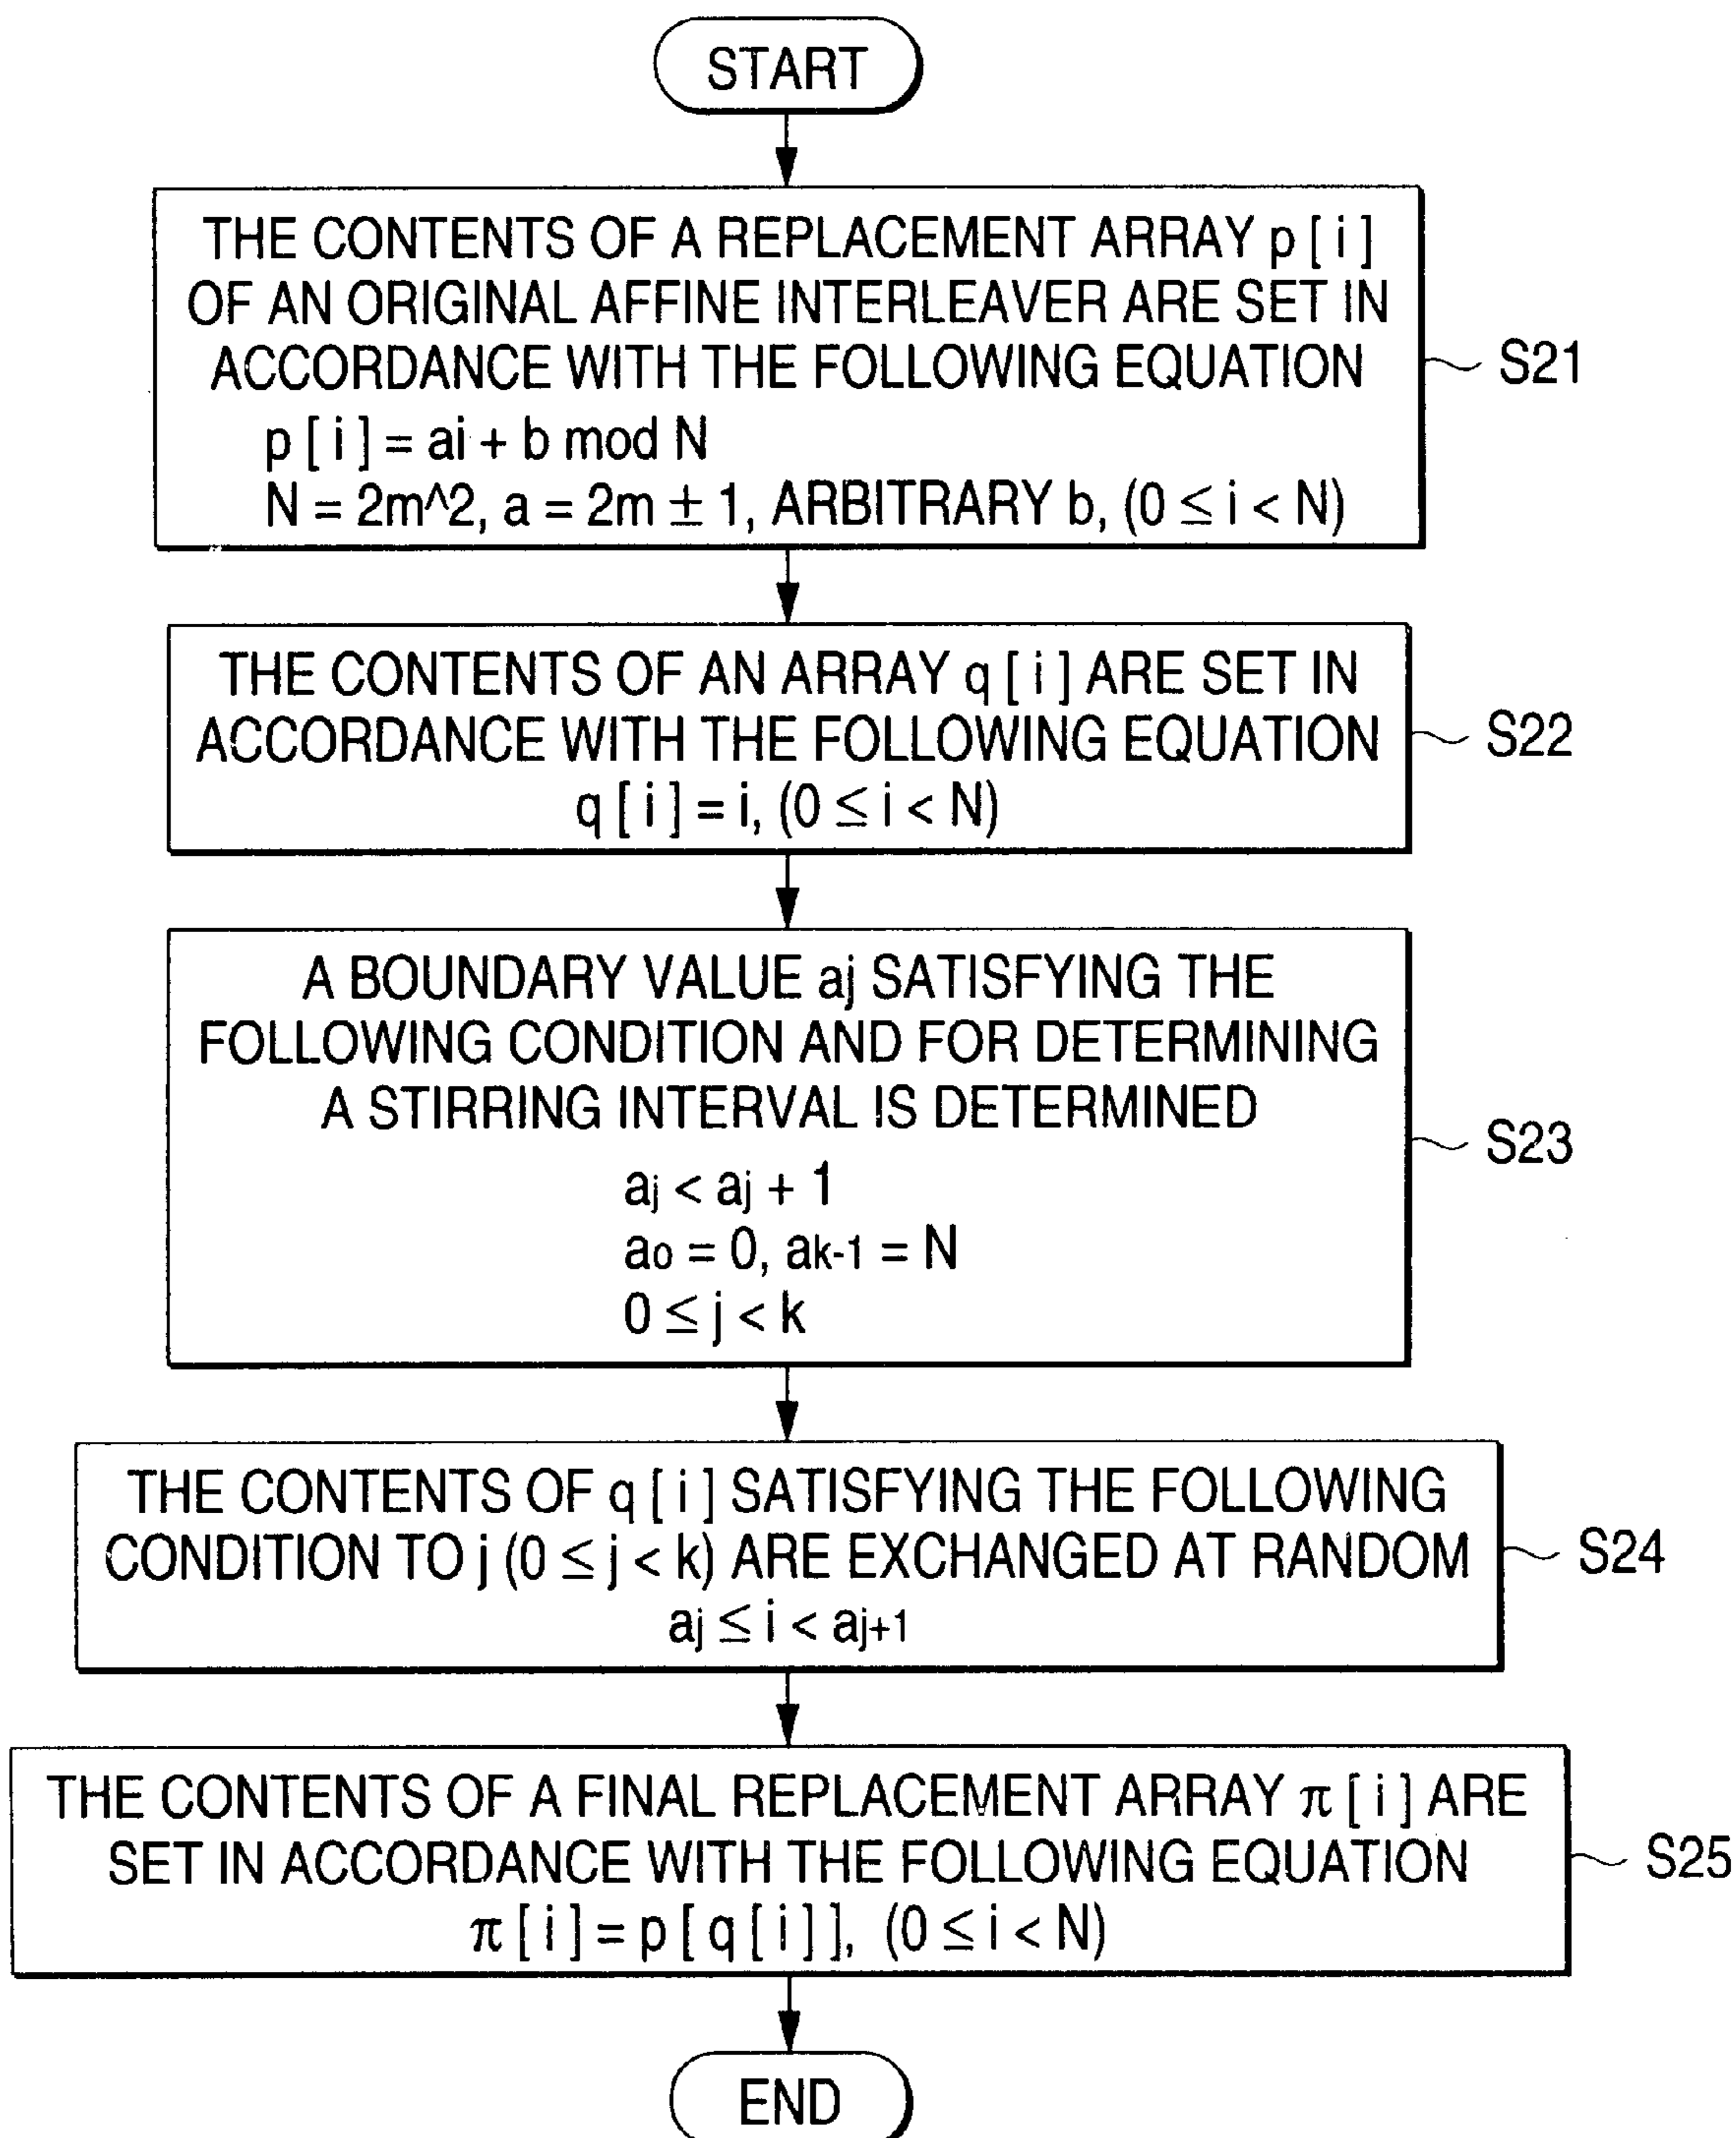 START
THE CONTENTS OF A REPLACEMENT ARRAY p [ i ]
OF AN ORIGINAL AFFINE INTERLEAVER ARE SET IN
ACCORDANCE WITH THE FOLLOWING EQUATION
p [ i ] = ai + b mod N
N = 2m^2, a = 2m ± 1, ARBITRARY b, (0 ≤ i < N)
S21
THE CONTENTS OF AN ARRAY q [ i ] ARE SET IN
ACCORDANCE WITH THE FOLLOWING EQUATION
q [ i ] = i, (0 ≤ i < N)
S22
A BOUNDARY VALUE aj SATISFYING THE
FOLLOWING CONDITION AND FOR DETERMINING
A STIRRING INTERVAL IS DETERMINED
aj < aj + 1
a0 = 0, ak-1 = N
0 ≤ j < k
S23
THE CONTENTS OF q [ i ] SATISFYING THE FOLLOWING
CONDITION TO j (0 ≤ j < k) ARE EXCHANGED AT RANDOM
aj ≤ i < aj+1
S24
THE CONTENTS OF A FINAL REPLACEMENT ARRAY π [ i ] ARE
SET IN ACCORDANCE WITH THE FOLLOWING EQUATION
π [ i ] = p [ q [ i ] ], (0 ≤ i < N)
S25
END